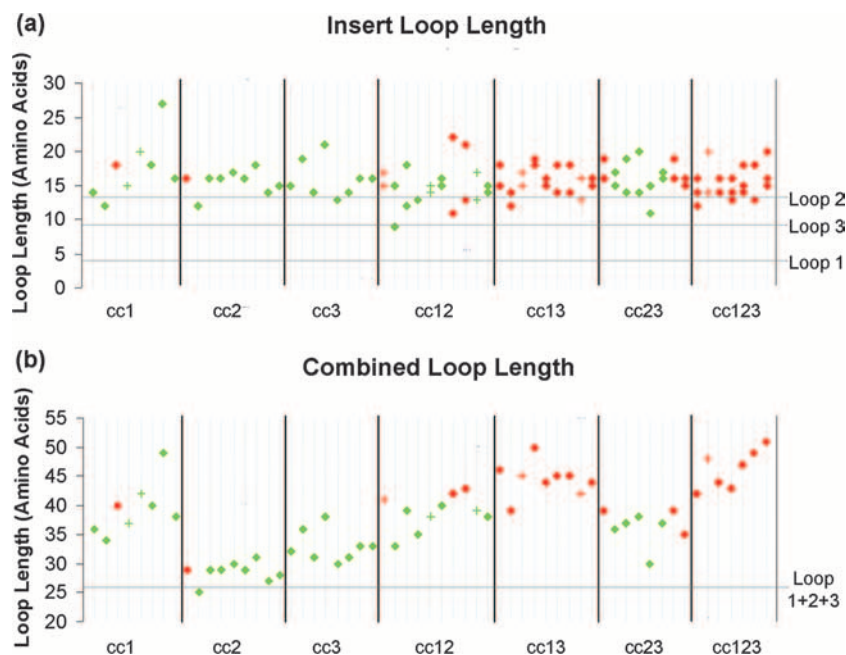 (a)
Insert Loop Length
Loop Length (Amino Acids)
30
25
20
15
10
5
0
Loop 2
Loop 3
Loop 1
cc1 cc2 cc3 cc12 cc13 cc23 cc123
(b)
Combined Loop Length
Loop Length (Amino Acids)
55
50
45
40
35
30
25
20
Loop
1+2+3
cc1 cc2 cc3 cc12 cc13 cc23 cc123